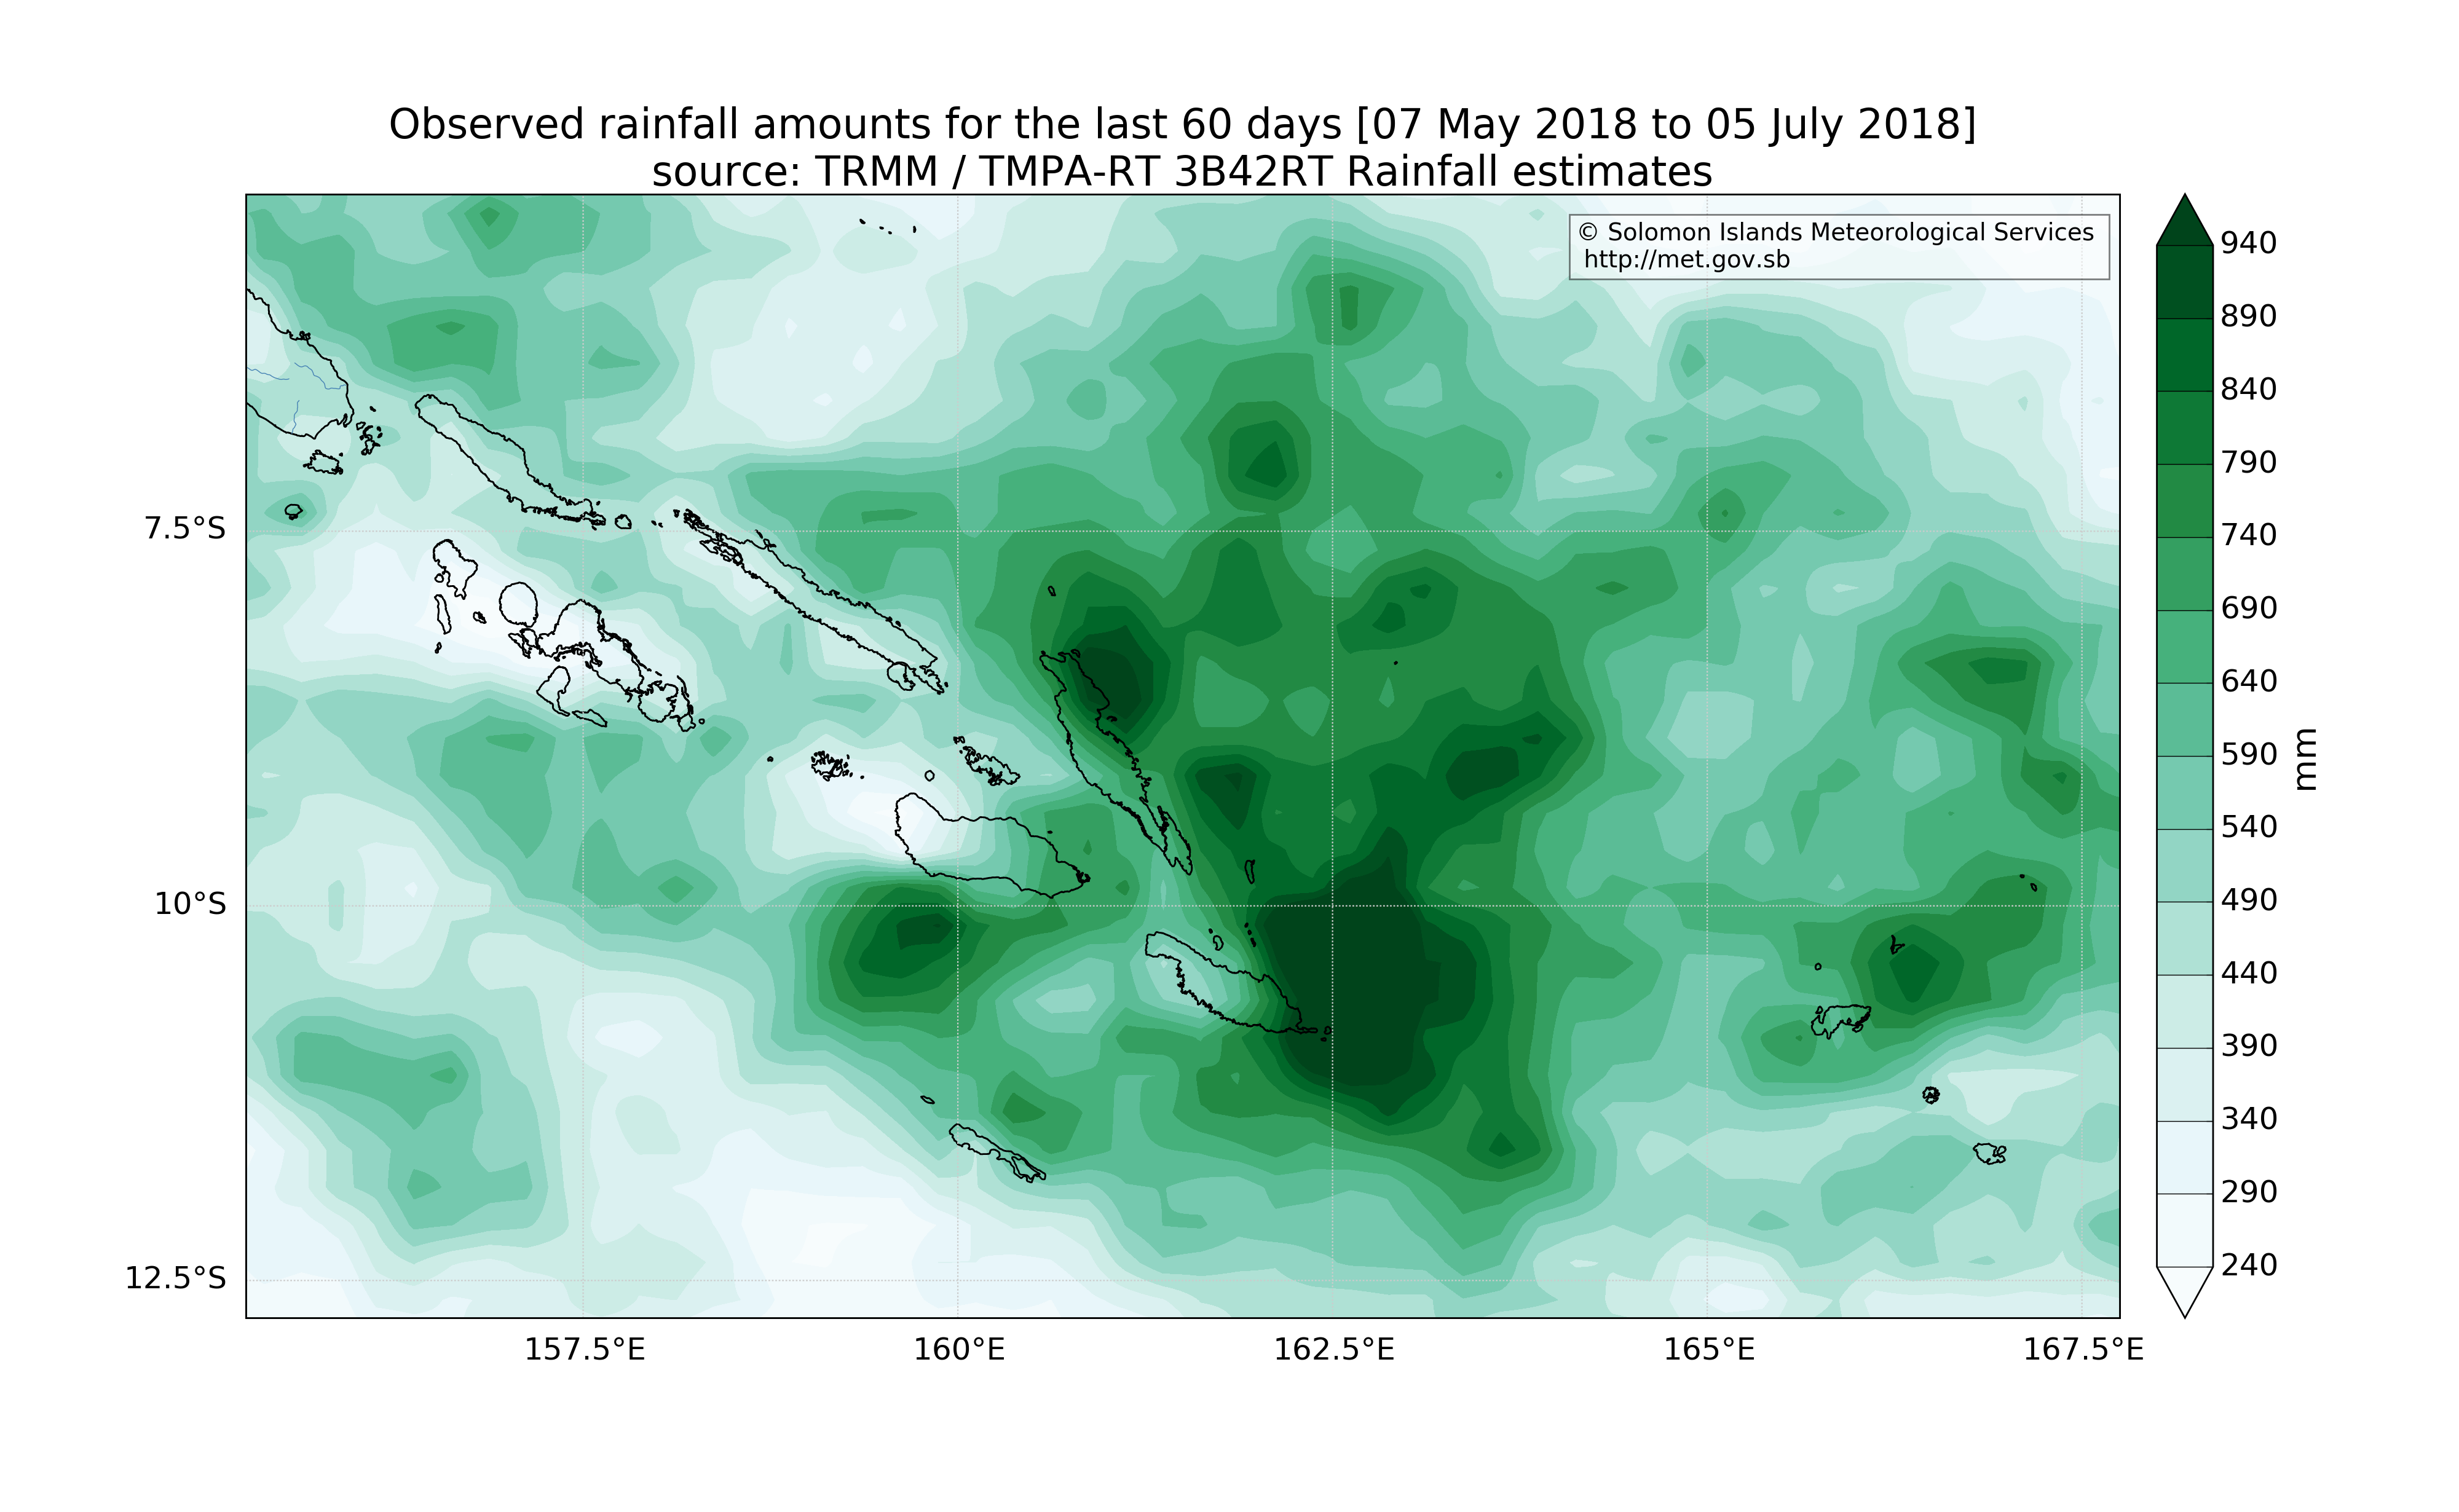 Observed rainfall amounts for the last 60 days [07 May 2018 to 05 July 2018]
source: TRMM / TMPA-RT 3B42RT Rainfall estimates
© Solomon Islands Meteorological Services
http://met.gov.sb
940
890
840
790
740
690
640
590
540
490
440
390
340
290
240
mm
7.5°S
10°S
12.5°S
157.5°E
160°E
162.5°E
165°E
167.5°E